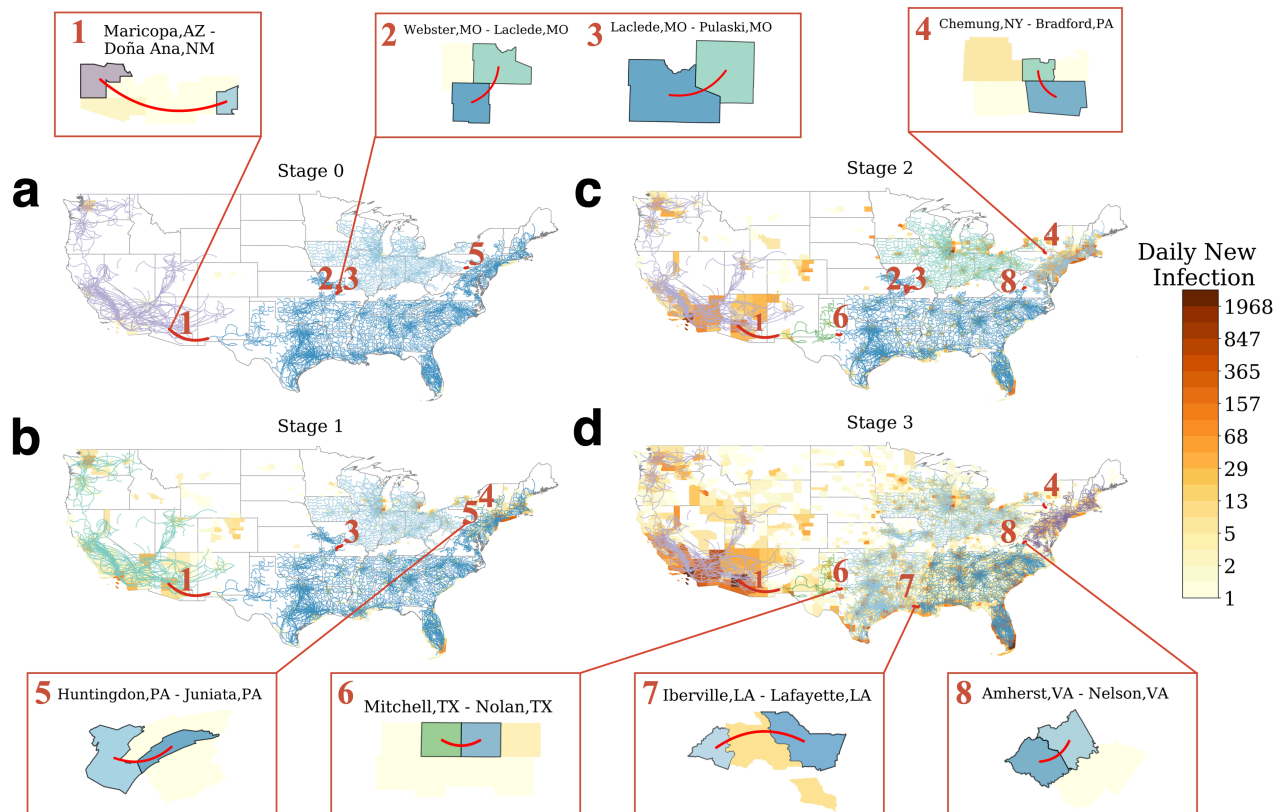 1
Maricopa,AZ -
Doña Ana,NM
2
Webster,MO - Laclede,MO
3
Laclede,MO - Pulaski,MO
4
Chemung,NY - Bradford,PA
a
Stage 0
1
2,3
5
c
Stage 2
1
2,3
4
6
8
Daily New
Infection
1968
847
365
157
68
29
13
5
2
1
b
Stage 1
1
3
4
5
d
Stage 3
1
4
6
7
8
5
Huntingdon,PA - Juniata,PA
6
Mitchell,TX - Nolan,TX
7
Iberville,LA - Lafayette,LA
8
Amherst,VA - Nelson,VA